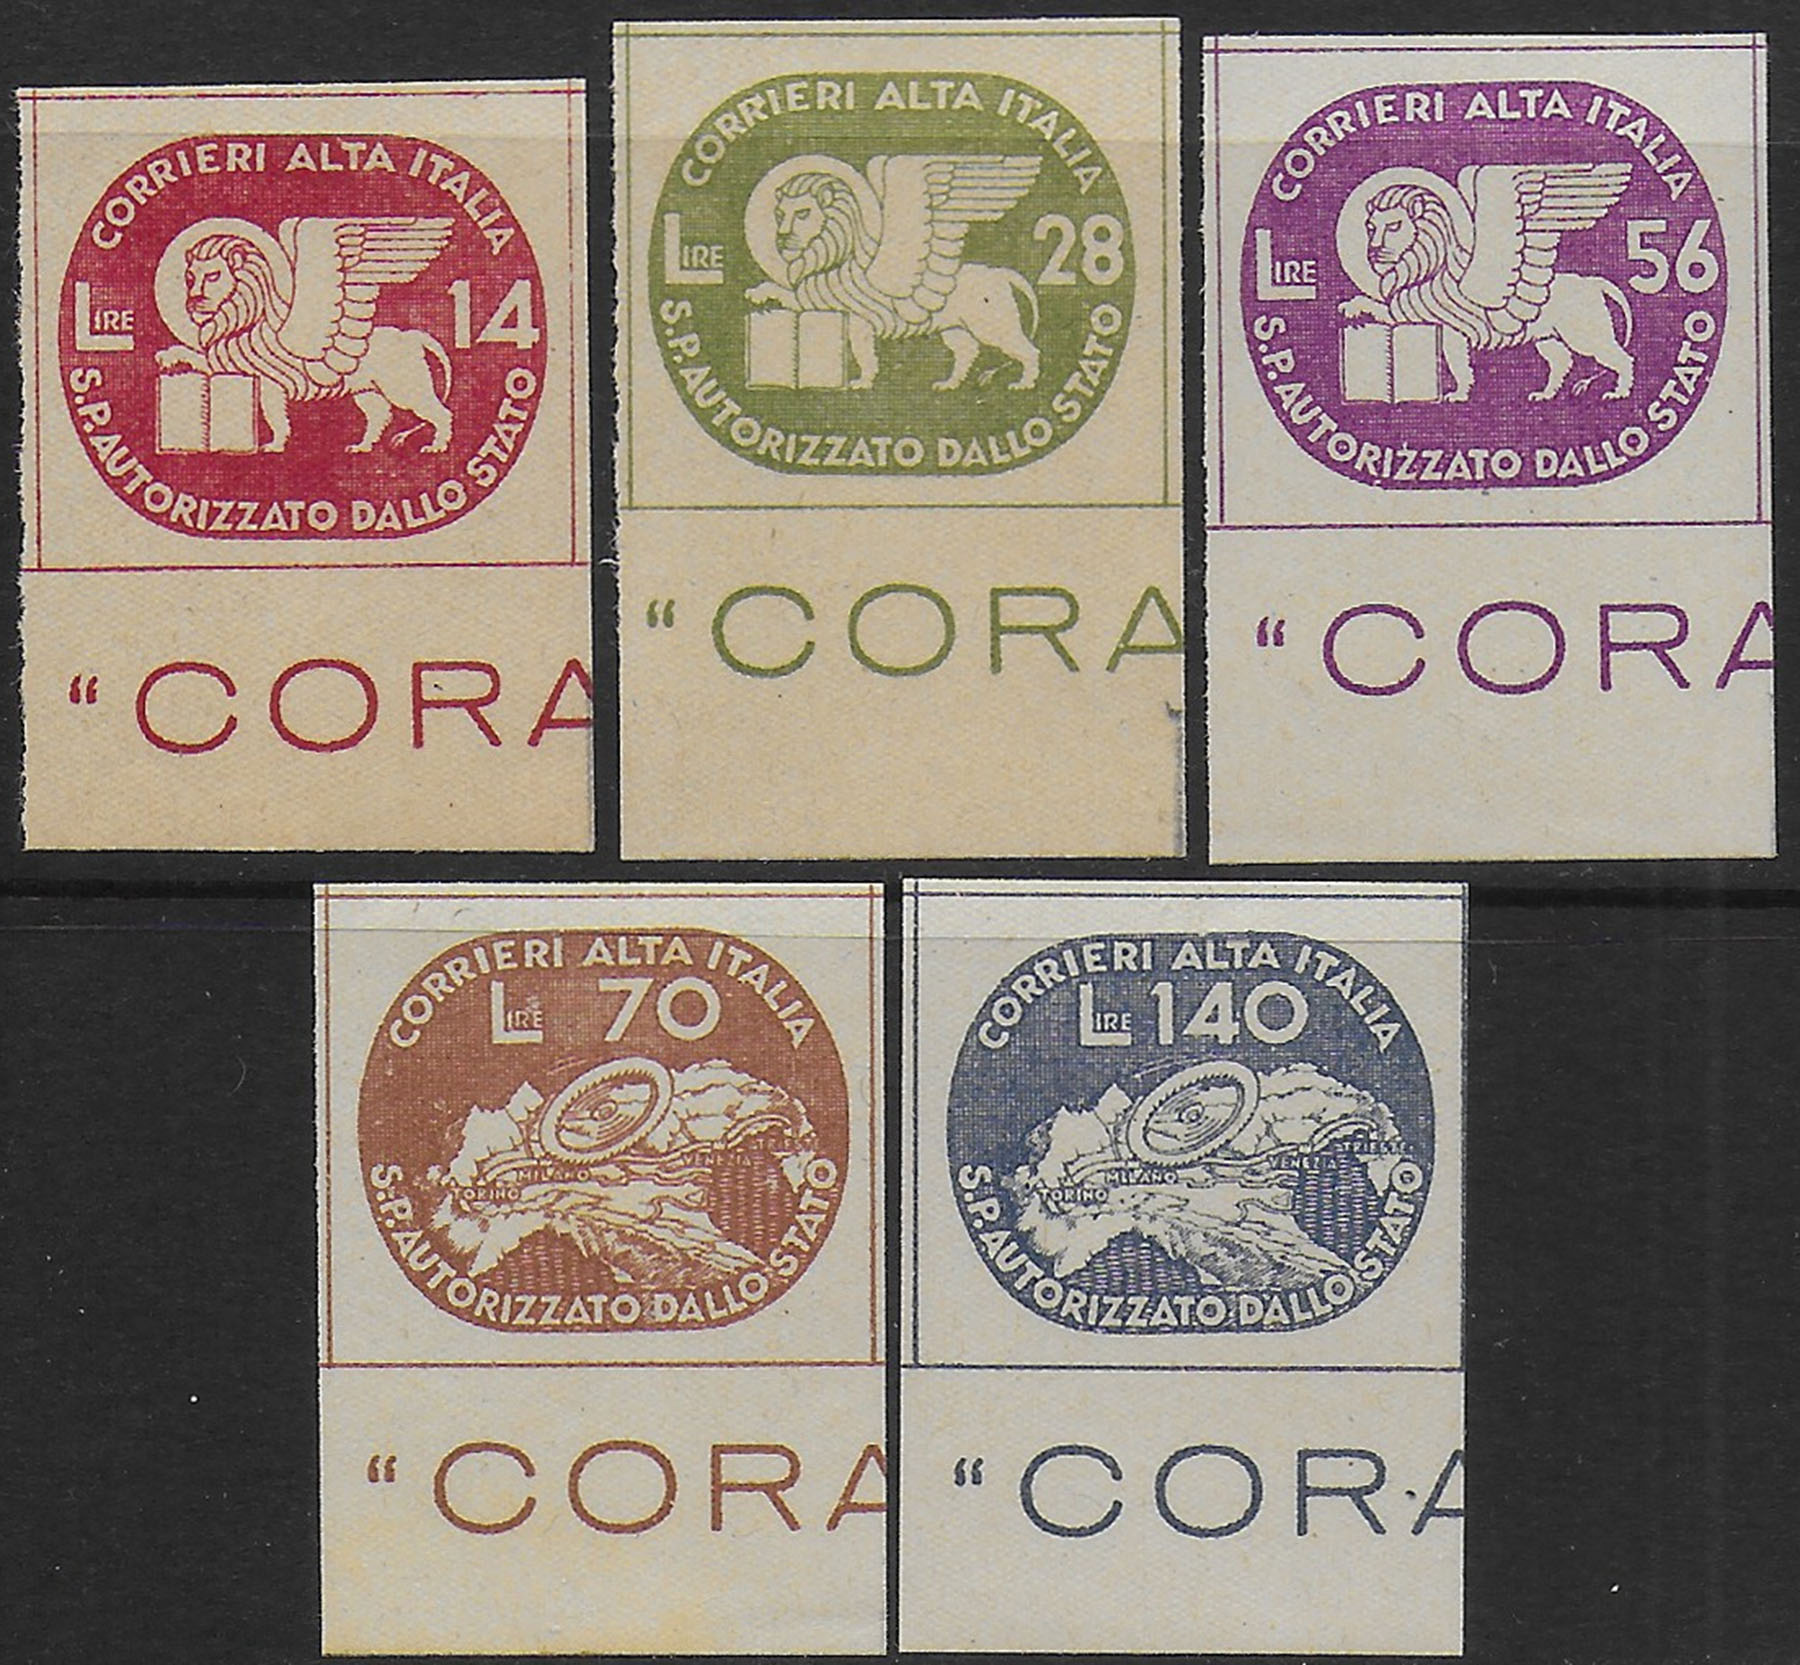 CORRIERI ALTA ITALIA
LIRE 14
S.P. AUTORIZZATO DALLO STATO
“ CORA
CORRIERI ALTA ITALIA
LIRE 28
S.P. AUTORIZZATO DALLO STATO
“ CORA
CORRIERI ALTA ITALIA
LIRE 56
S.P. AUTORIZZATO DALLO STATO
“ CORA
CORRIERI ALTA ITALIA
LIRE 70
TRIESTE
VENEZIA
MILANO
TORINO
S.P. AUTORIZZATO DALLO STATO
“ CORA
CORRIERI ALTA ITALIA
LIRE 140
TRIESTE
VENEZIA
MILANO
TORINO
S.P. AUTORIZZATO DALLO STATO
“ CORA